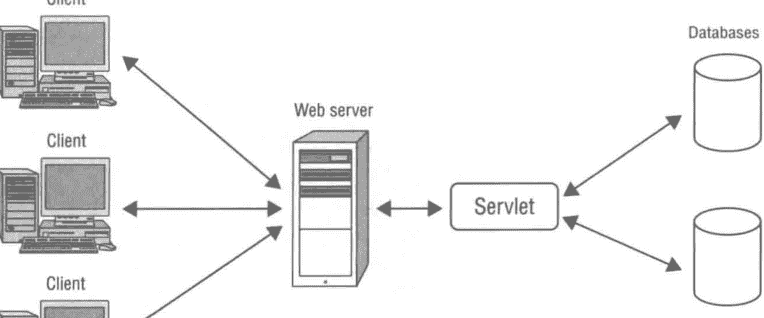 Client
Databases
Web server
Client
Servlet
Client